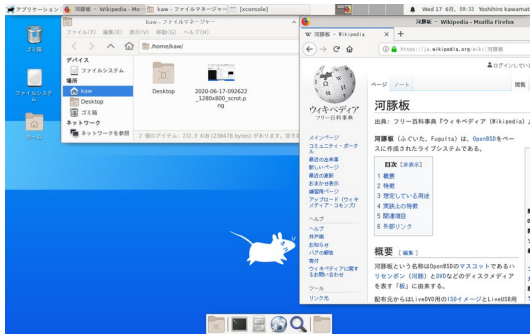 アプリケーション
河豚板 - Wikipedia - Mo
kaw - ファイルマネージャー
[xconsole]
Wed 17 6月, 09:33
Yoshihiro kawamat
ゴミ箱
ファイルシステム
ホーム
kaw - ファイルマネージャー
ファイル(F) 編集(E) 表示(V) 移動(G) ヘルプ(H)
/home/kaw/
デバイス
ファイルシステム
場所
kaw
Desktop
ゴミ箱
ネットワーク
ネットワークを参照
Desktop
2020-06-17-092622
_1280x800_scrot.p
ng
河豚板 - Wikipedia - Mozilla Firefox
河豚板 - Wikipedia
https://ja.wikipedia.org/wiki/河豚板
ログインしてい
ウィキペディア
フリー百科事典
メインページ
コミュニティ・ポータ
ル
最近の出来事
新しいページ
最近の更新
おまかせ表示
練習用ページ
アップロード (ウィキ
メディア・コモンズ)
ヘルプ
ヘルプ
井戸端
お知らせ
バグの報告
寄付
ウィキペディアに関す
るお問い合わせ
ツール
リンク元
ページ
ノート
閲覧
河豚板
出典: フリー百科事典『ウィキペディア (Wikipedia)』
河豚板 (ふぐいた、Fuguita) は、OpenBSDをベー
スに作成されたライブシステムである。
目次 [非表示]
1 概要
2 特徴
3 想定している用途
4 実装上の特徴
5 関連項目
6 外部リンク
概要 [編集]
河豚板という名称はOpenBSDのマスコットであるハ
リセンボン (河豚) とDVDなどのディスクメディア
を表す「板」に由来する。
配布元からはLiveDVD用のISOイメージとLiveUSB用